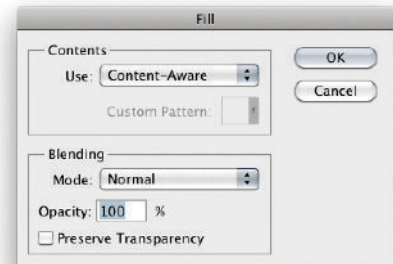 Fill
Contents
Use: Content-Aware
Custom Pattern:
OK
Cancel
Blending
Mode: Normal
Opacity: 100 %
Preserve Transparency